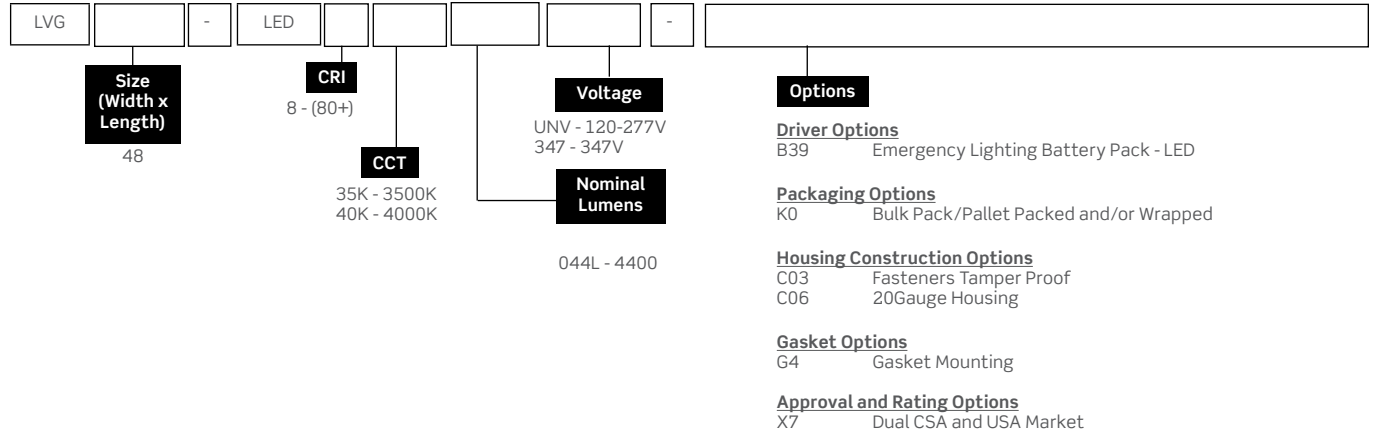 LVG - LED -
Size
(Width x
Length)
48
CRI
8 - (80+)
CCT
35K - 3500K
40K - 4000K
Voltage
UNV - 120-277V
347 - 347V
Nominal
Lumens
044L - 4400
Options
Driver Options
B39 Emergency Lighting Battery Pack - LED
Packaging Options
K0 Bulk Pack/Pallet Packed and/or Wrapped
Housing Construction Options
C03 Fasteners Tamper Proof
C06 20Gauge Housing
Gasket Options
G4 Gasket Mounting
Approval and Rating Options
X7 Dual CSA and USA Market